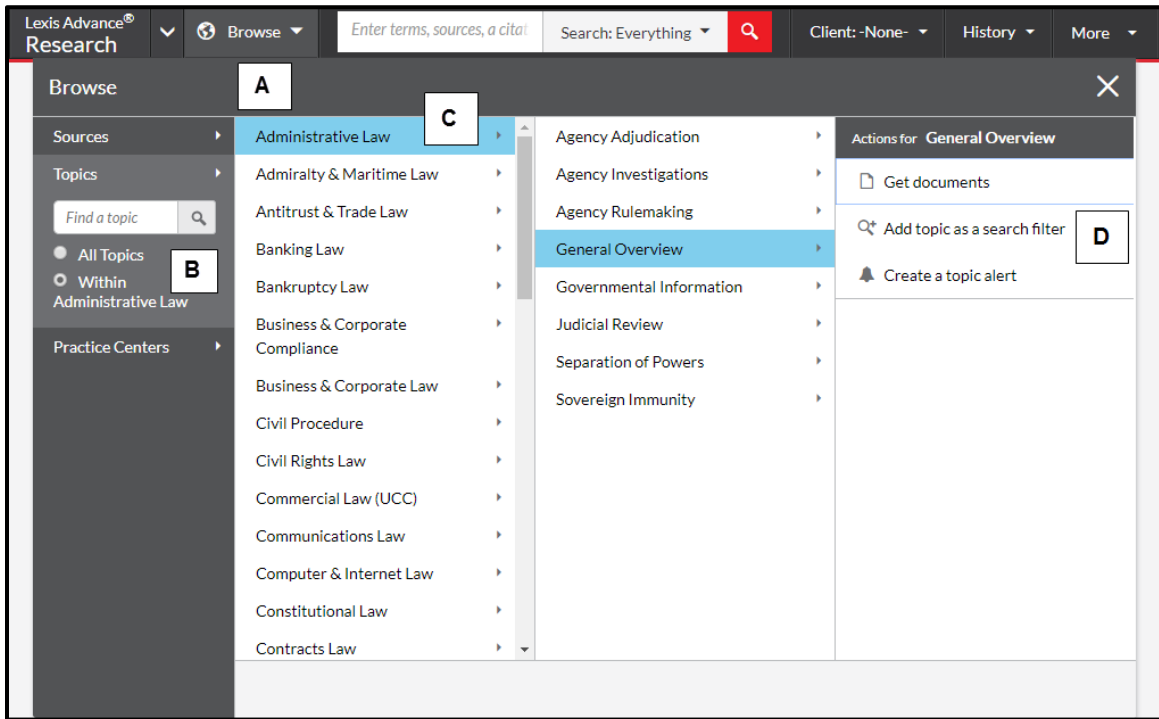 Lexis Advance®
Research
Browse
Enter terms, sources, a citat
Search: Everything
Client: -None-
History
More
Browse
A
Sources
Topics
Find a topic
All Topics
B
Within
Administrative Law
Practice Centers
C
Administrative Law
Admiralty & Maritime Law
Antitrust & Trade Law
Banking Law
Bankruptcy Law
Business & Corporate
Compliance
Business & Corporate Law
Civil Procedure
Civil Rights Law
Commercial Law (UCC)
Communications Law
Computer & Internet Law
Constitutional Law
Contracts Law
Agency Adjudication
Agency Investigations
Agency Rulemaking
General Overview
Governmental Information
Judicial Review
Separation of Powers
Sovereign Immunity
Actions for General Overview
Get documents
Add topic as a search filter
D
Create a topic alert